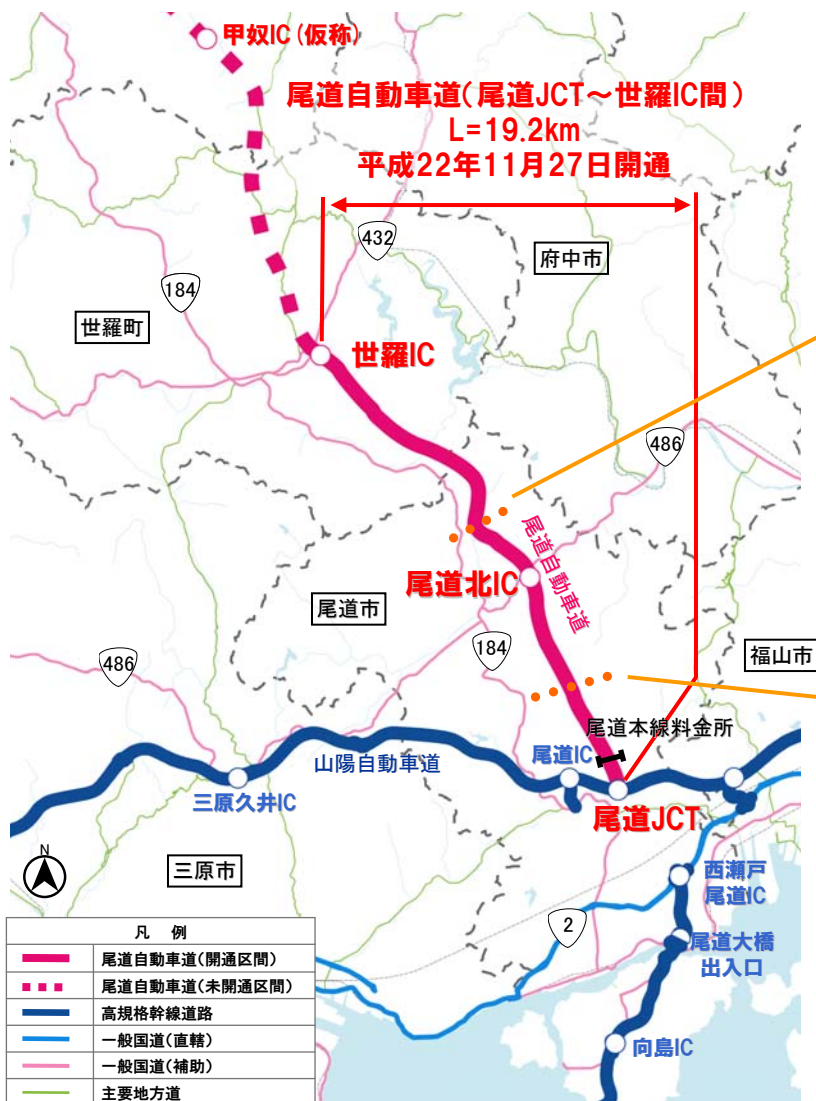 甲奴IC(仮称)
尾道自動車道(尾道JCT～世羅IC間)
L=19.2km
平成22年11月27日開通
432
府中市
184
世羅町
世羅IC
486
尾道自動車道
尾道北IC
尾道市
184
486
福山市
尾道本線料金所
尾道IC
山陽自動車道
三原久井IC
尾道JCT
N
三原市
西瀬戸
尾道IC
2
尾道大橋
出入口
向島IC
凡 例
尾道自動車道(開通区間)
尾道自動車道(未開通区間)
高規格幹線道路
一般国道(直轄)
一般国道(補助)
主要地方道